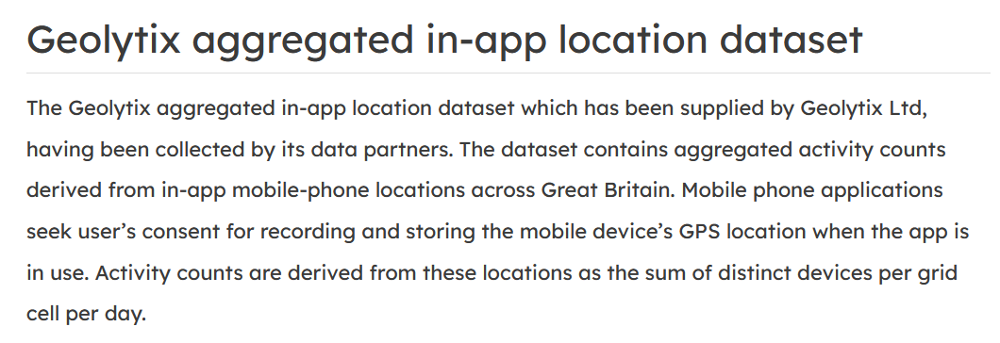 Geolytix aggregated in-app location dataset
The Geolytix aggregated in-app location dataset which has been supplied by Geolytix Ltd,
having been collected by its data partners. The dataset contains aggregated activity counts
derived from in-app mobile-phone locations across Great Britain. Mobile phone applications
seek user’s consent for recording and storing the mobile device’s GPS location when the app is
in use. Activity counts are derived from these locations as the sum of distinct devices per grid
cell per day.